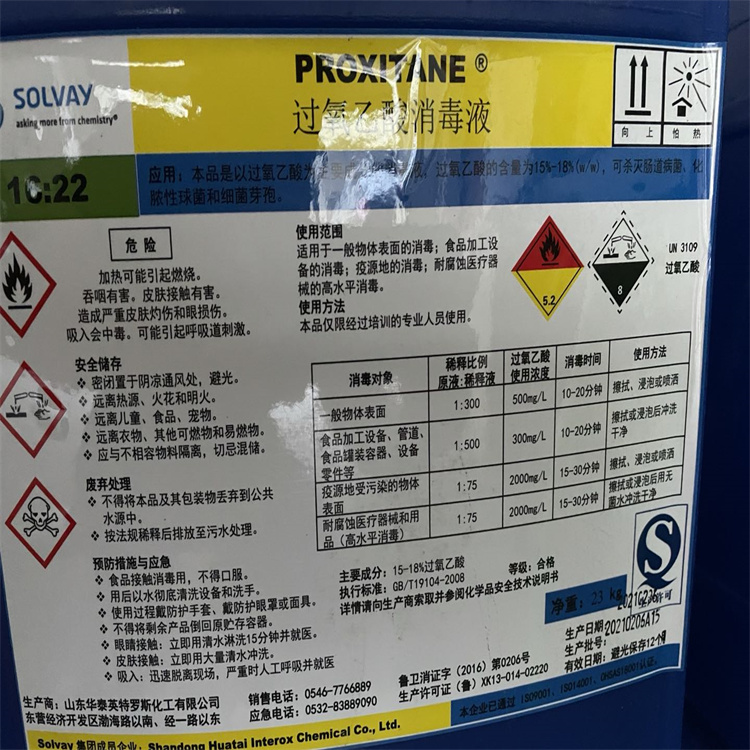 SOLVAY
asking more from chemistry®
PROXITANE ®
过氧乙酸消毒液
向 上
怕 热
16:22
应用：本品是以过氧乙酸为主要成分的消毒液，过氧乙酸的含量为15%-18%(w/w)，可杀灭肠道病菌、化
脓性球菌和细菌芽孢。
危 险
加热可能引起燃烧。
吞咽有害。皮肤接触有害。
造成严重皮肤灼伤和眼损伤。
吸入会中毒。可能引起呼吸道刺激。
使用范围
适用于一般物体表面的消毒；食品加工设
备的消毒；疫源地的消毒；耐腐蚀医疗器
械的高水平消毒。
使用方法
本品仅限经过培训的专业人员使用。
5.2
8
UN 3109
过氧乙酸
安全储存
密闭置于阴凉通风处，避光。
远离热源、火花和明火。
远离儿童、食品、宠物。
远离衣物、其他可燃物和易燃物。
应与不相容物料隔离，切忌混储。
废弃处理
不得将本品及其包装物丢弃到公共
水源中。
按法规稀释后排放至污水处理。
预防措施与应急
食品接触消毒用，不得口服。
用后以水彻底清洗设备和洗手。
使用过程戴防护手套、戴防护眼罩或面具。
不得将剩余产品倒回原贮存容器。
眼睛接触：立即用清水淋洗15分钟并就医。
皮肤接触：立即用大量清水冲洗。
吸入：迅速脱离现场，严重时人工呼吸并就医
消毒对象 稀释比例 原液:稀释液 过氧乙酸 使用浓度 消毒时间 使用方法
一般物体表面 1:300 500mg/L 10-20分钟 擦拭、浸泡或喷洒
食品加工设备、管道、食品罐装容器、设备零件等 1:500 300mg/L 10-20分钟 擦拭或浸泡后冲洗干净
疫源地受污染的物体表面 1:75 2000mg/L 15-30分钟 擦拭、浸泡或喷洒
耐腐蚀医疗器械和用品（高水平消毒） 1:75 2000mg/L 15-30分钟 擦拭或浸泡后用无菌水冲洗干净
主要成分：15-18%过氧乙酸 等级：合格
执行标准：GB/T19104-2008
详情请向生产商索取并参阅化学品安全技术说明书
净重：23 kg
生产日期:
生产批号: 20210206A15
有效日期: 避光保存12个月
鲁卫消证字（2016）第0206号
生产许可证（鲁）XK13-014-02220
本企业已通过 ISO9001、ISO14001、OHSAS18001认证。
生产商：山东华泰英特罗斯化工有限公司
东营经济开发区渤海路以南、经一路以东
销售电话：0546-7766889
应急电话：0532-83889090
Solvay 集团成员企业：Shandong Huatai Interox Chemical Co., Ltd.